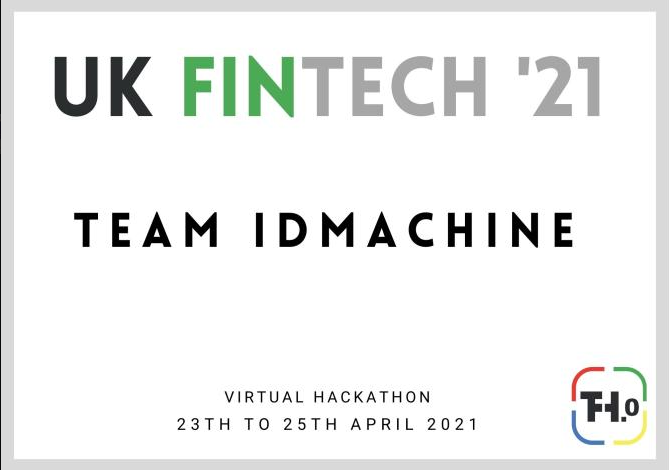 UK FINTECH '21
TEAM IDMACHINE
VIRTUAL HACKATHON
23TH TO 25TH APRIL 2021
TH.0